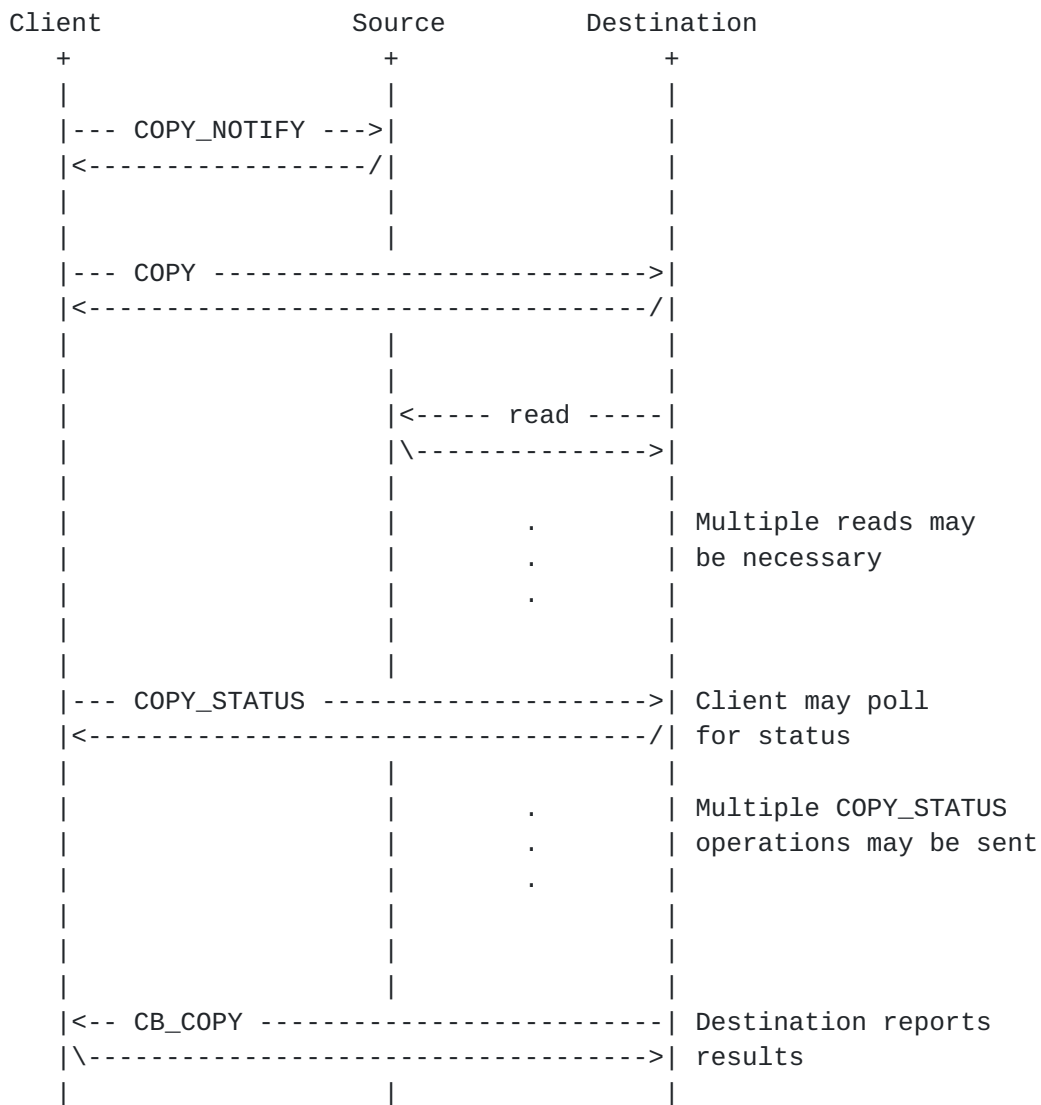 Client                Source         Destination
   +                    +                 +
   |                    |                 |
   |--- COPY_NOTIFY --->|                 |
   |<------------------/|                 |
   |                    |                 |
   |                    |                 |
   |--- COPY ---------------------------->|
   |<------------------------------------/|
   |                    |                 |
   |                    |                 |
   |                    |<----- read -----|
   |                    |\--------------->|
   |                    |                 |
   |                    |        .        | Multiple reads may
   |                    |        .        | be necessary
   |                    |        .        |
   |                    |                 |
   |                    |                 |
   |--- COPY_STATUS --------------------->| Client may poll
   |<------------------------------------/| for status
   |                    |                 |
   |                    |        .        | Multiple COPY_STATUS
   |                    |        .        | operations may be sent
   |                    |        .        |
   |                    |                 |
   |                    |                 |
   |                    |                 |
   |<-- CB_COPY --------------------------| Destination reports
   |\------------------------------------>| results
   |                    |                 |